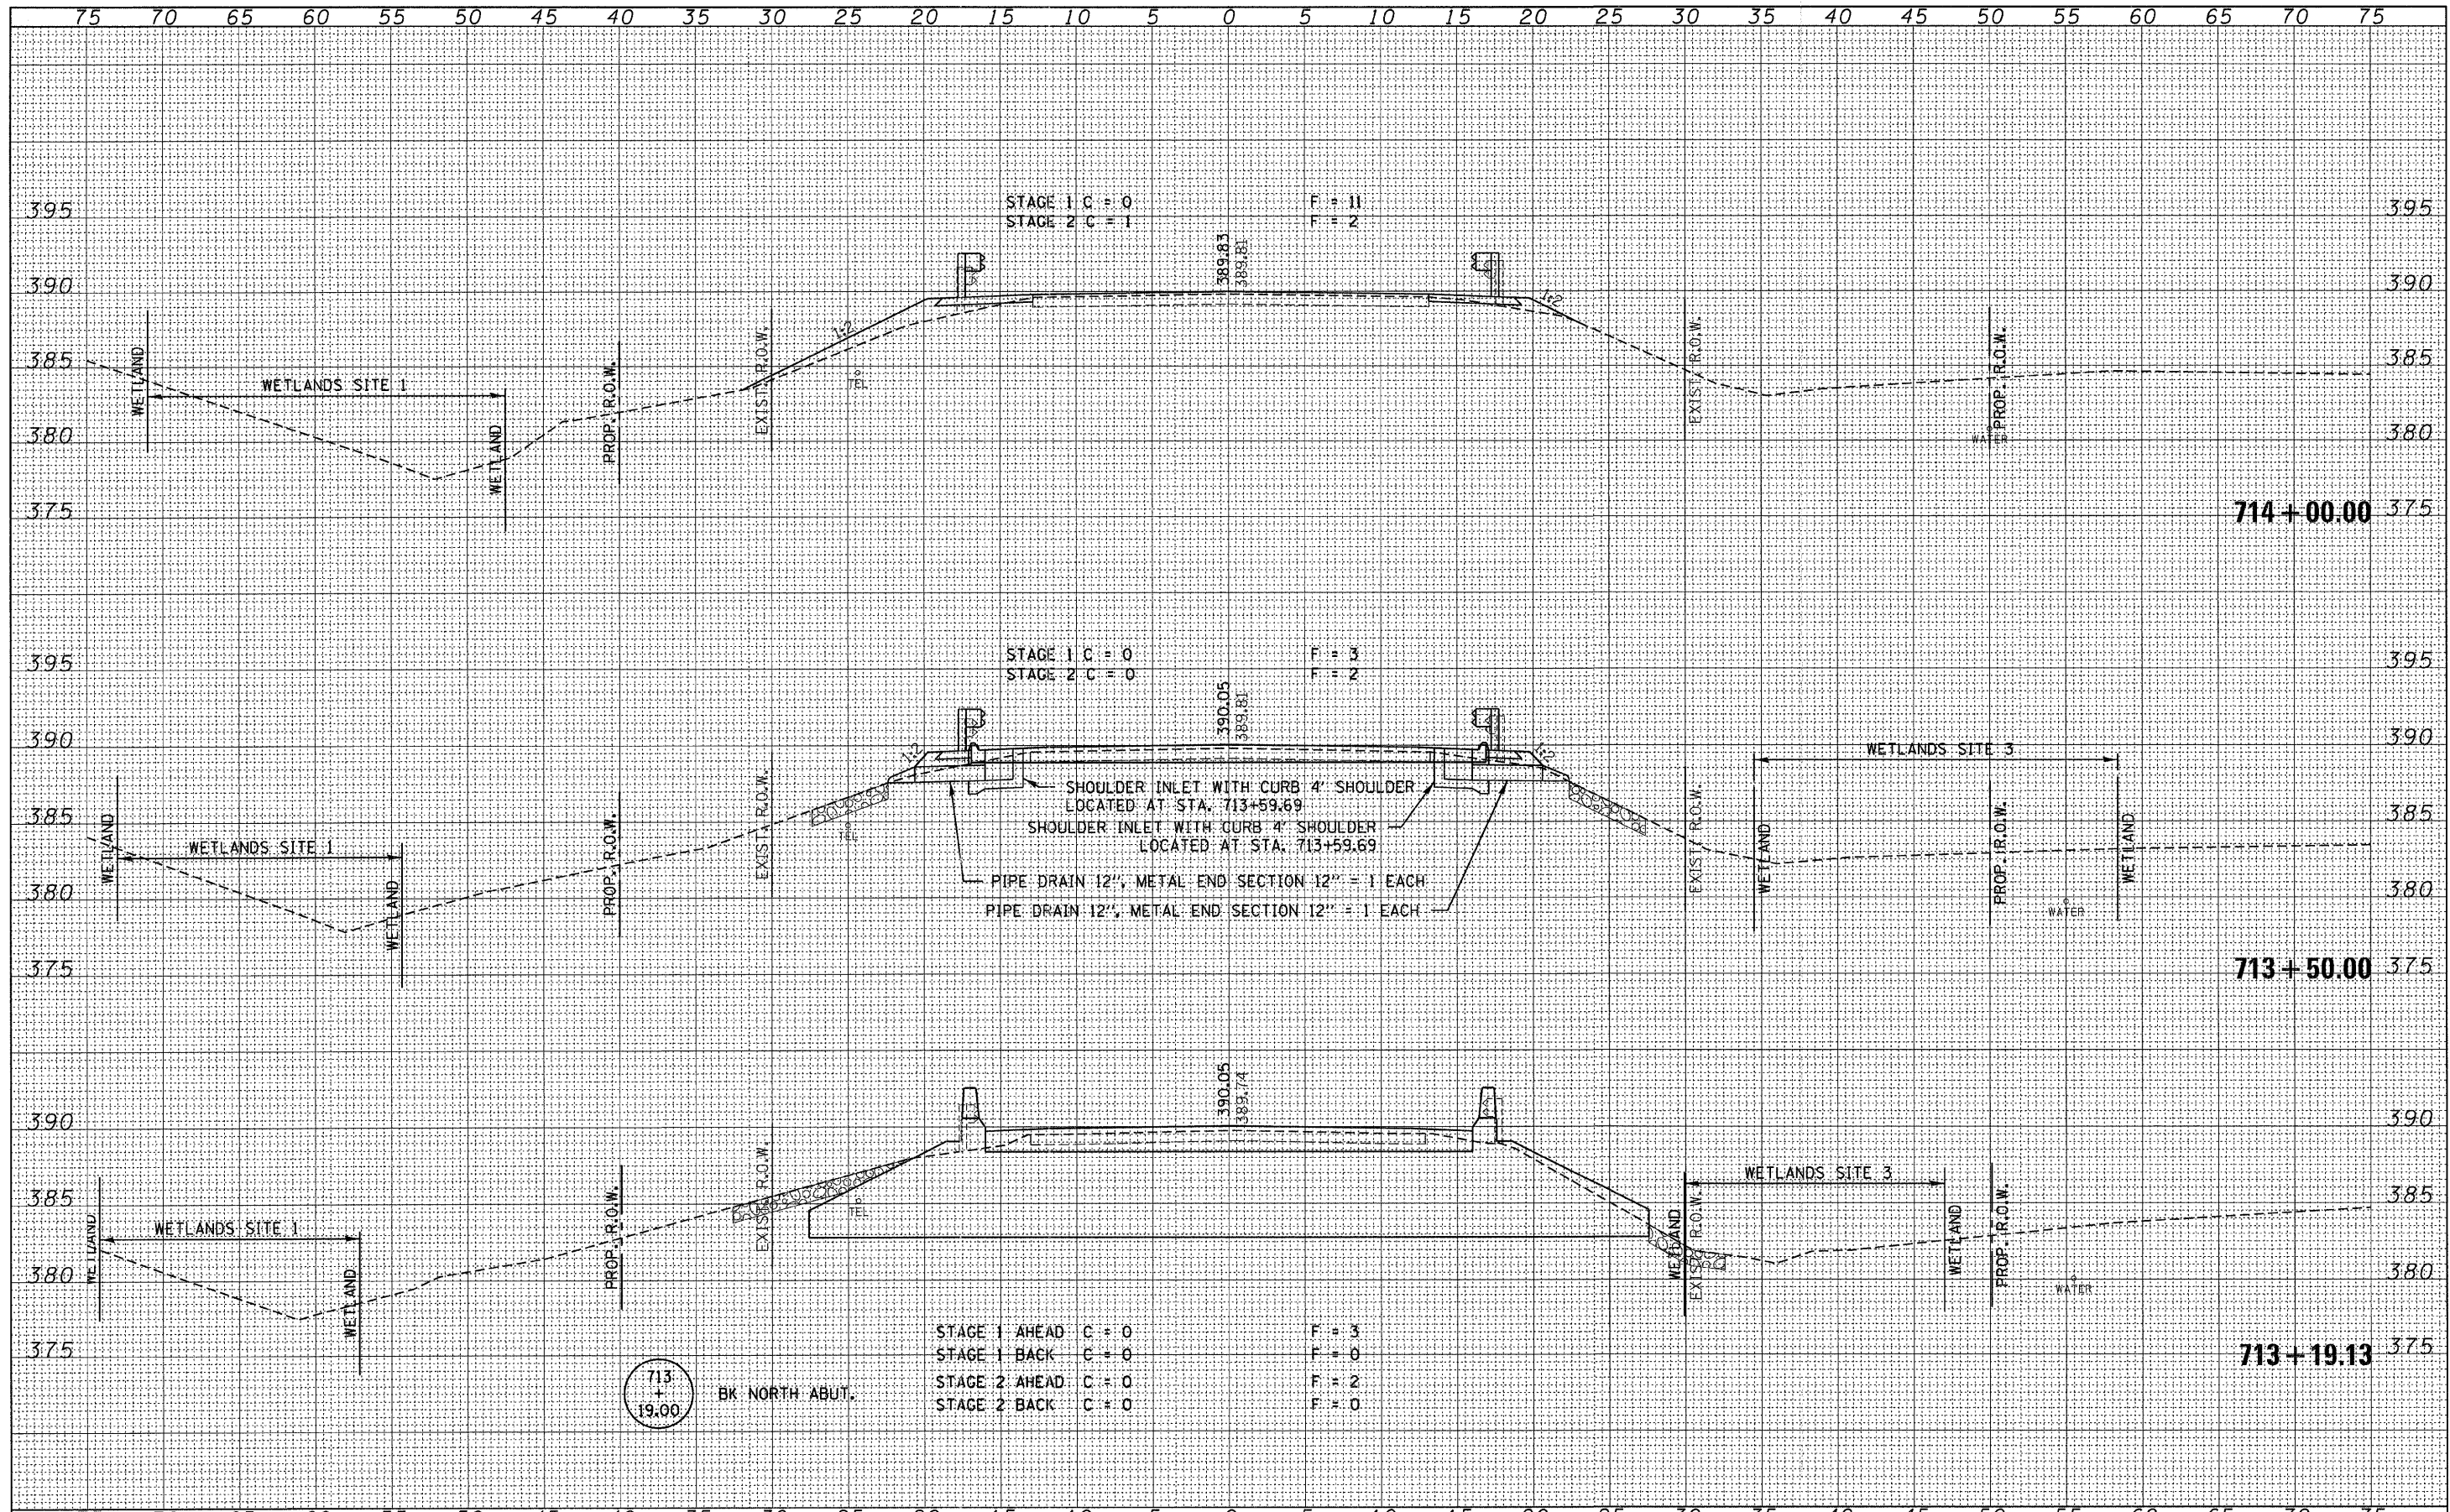 75 70 65 60 55 50 45 40 35 30 25 20 15 10 5 0 5 10 15 20 25 30 35 40 45 50 55 60 65 70 75
STAGE 1 C = 0 F = 11
STAGE 2 C = 1 F = 2
395 395
389.83
389.81
390 390
1:2 1:2
385 385
WETLAND
WETLANDS SITE 1
WETLAND
PROP. R.O.W.
EXIST. R.O.W.
TEL
EXIST. R.O.W.
PROP. R.O.W.
WATER
380 380
375 375
714+00.00
STAGE 1 C = 0 F = 3
STAGE 2 C = 0 F = 2
395 395
390.05
389.81
390 390
1:2 1:2
WETLANDS SITE 3
SHOULDER INLET WITH CURB 4' SHOULDER
LOCATED AT STA. 713+59.69
SHOULDER INLET WITH CURB 4' SHOULDER
LOCATED AT STA. 713+59.69
385 385
WETLAND
WETLANDS SITE 1
WETLAND
PROP. R.O.W.
EXIST. R.O.W.
TEL
EXIST. R.O.W.
WETLAND
PROP. R.O.W.
WETLAND
WATER
PIPE DRAIN 12", METAL END SECTION 12" = 1 EACH
PIPE DRAIN 12", METAL END SECTION 12" = 1 EACH
380 380
375 375
713+50.00
390.05
389.74
390 390
385 385
WETLANDS SITE 3
WETLAND
WETLANDS SITE 1
WETLAND
PROP. R.O.W.
EXIST. R.O.W.
TEL
WETLAND
EXIST. R.O.W.
WETLAND
PROP. R.O.W.
WATER
380 380
375 375
713+19.13
STAGE 1 AHEAD C = 0 F = 3
STAGE 1 BACK C = 0 F = 0
STAGE 2 AHEAD C = 0 F = 2
STAGE 2 BACK C = 0 F = 0
713
+
19.00
BK NORTH ABUT.